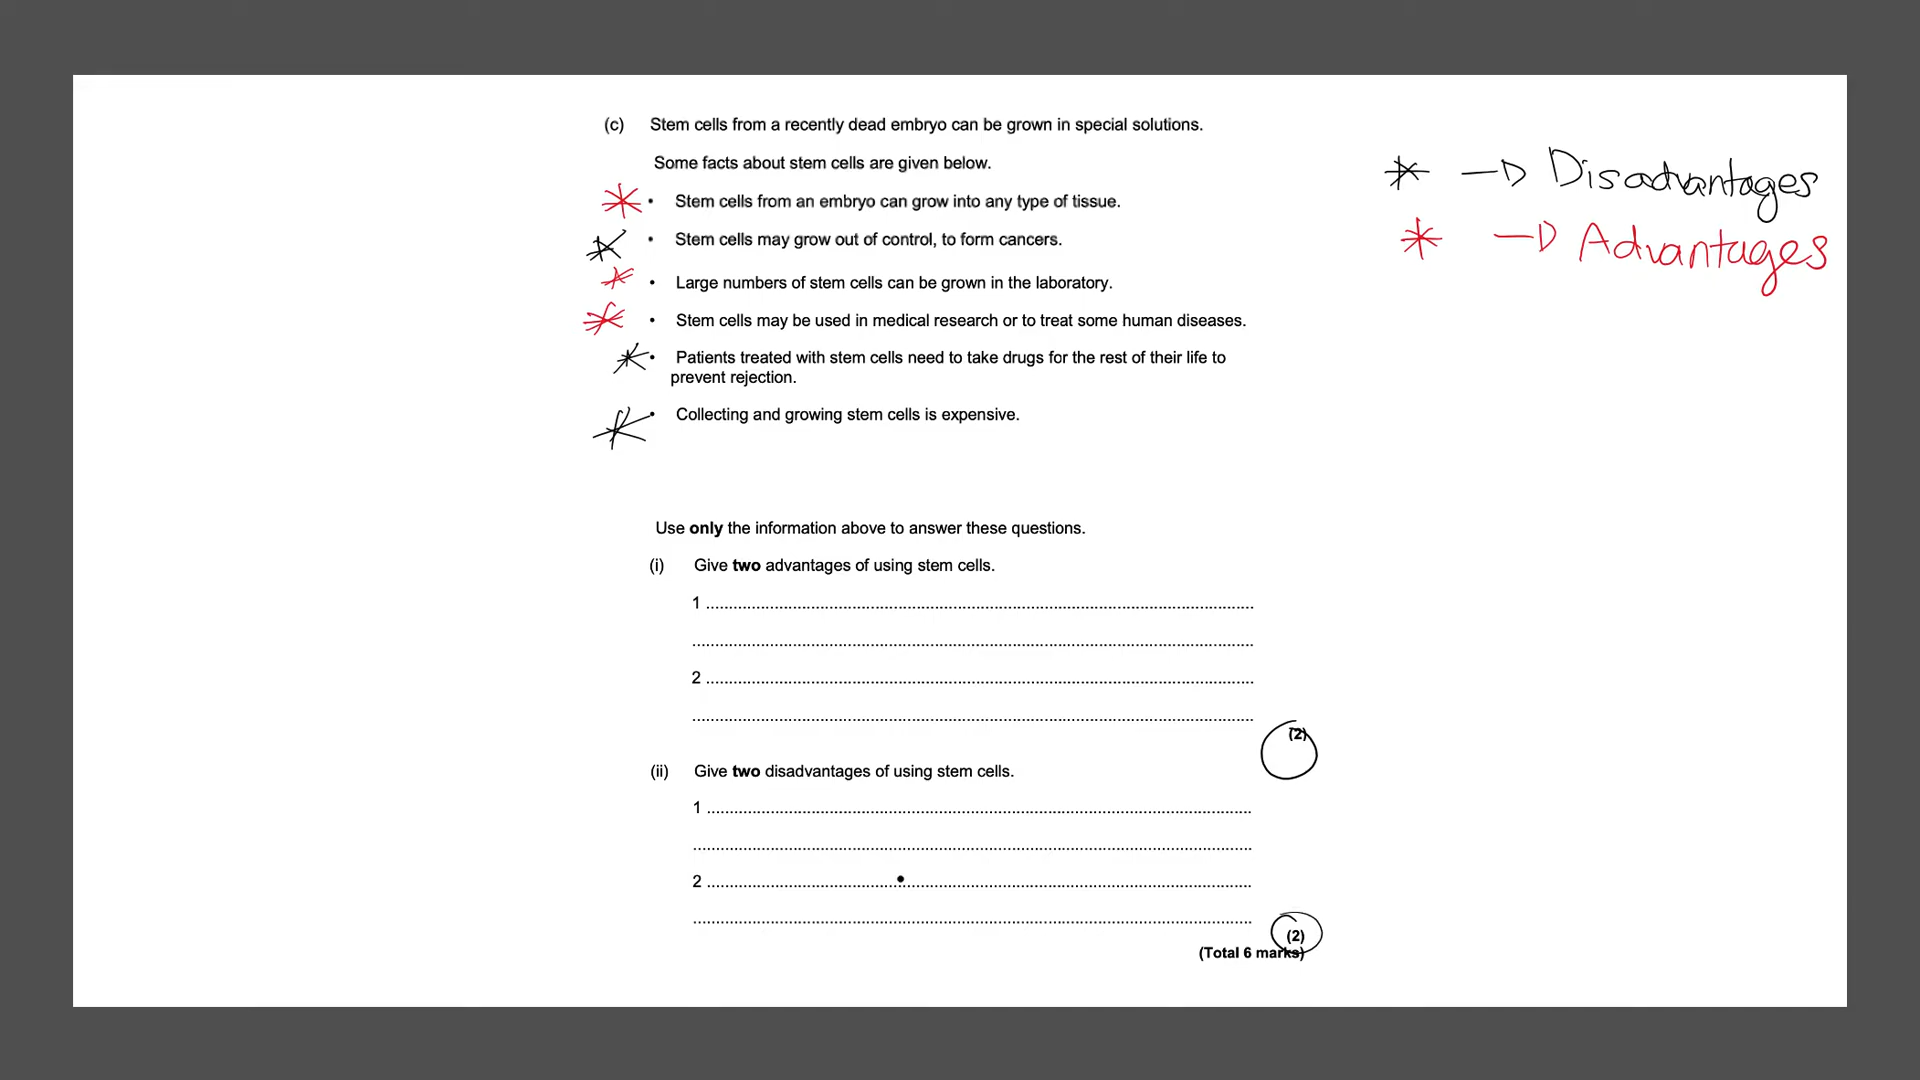 (c) Stem cells from a recently dead embryo can be grown in special solutions.
Some facts about stem cells are given below.
* • Stem cells from an embryo can grow into any type of tissue.
* • Stem cells may grow out of control, to form cancers.
* • Large numbers of stem cells can be grown in the laboratory.
* • Stem cells may be used in medical research or to treat some human diseases.
* • Patients treated with stem cells need to take drugs for the rest of their life to
prevent rejection.
* • Collecting and growing stem cells is expensive.
* → Disadvantages
* → Advantages
Use only the information above to answer these questions.
(i) Give two advantages of using stem cells.
1
2
(2)
(ii) Give two disadvantages of using stem cells.
1
2
(2)
(Total 6 marks)